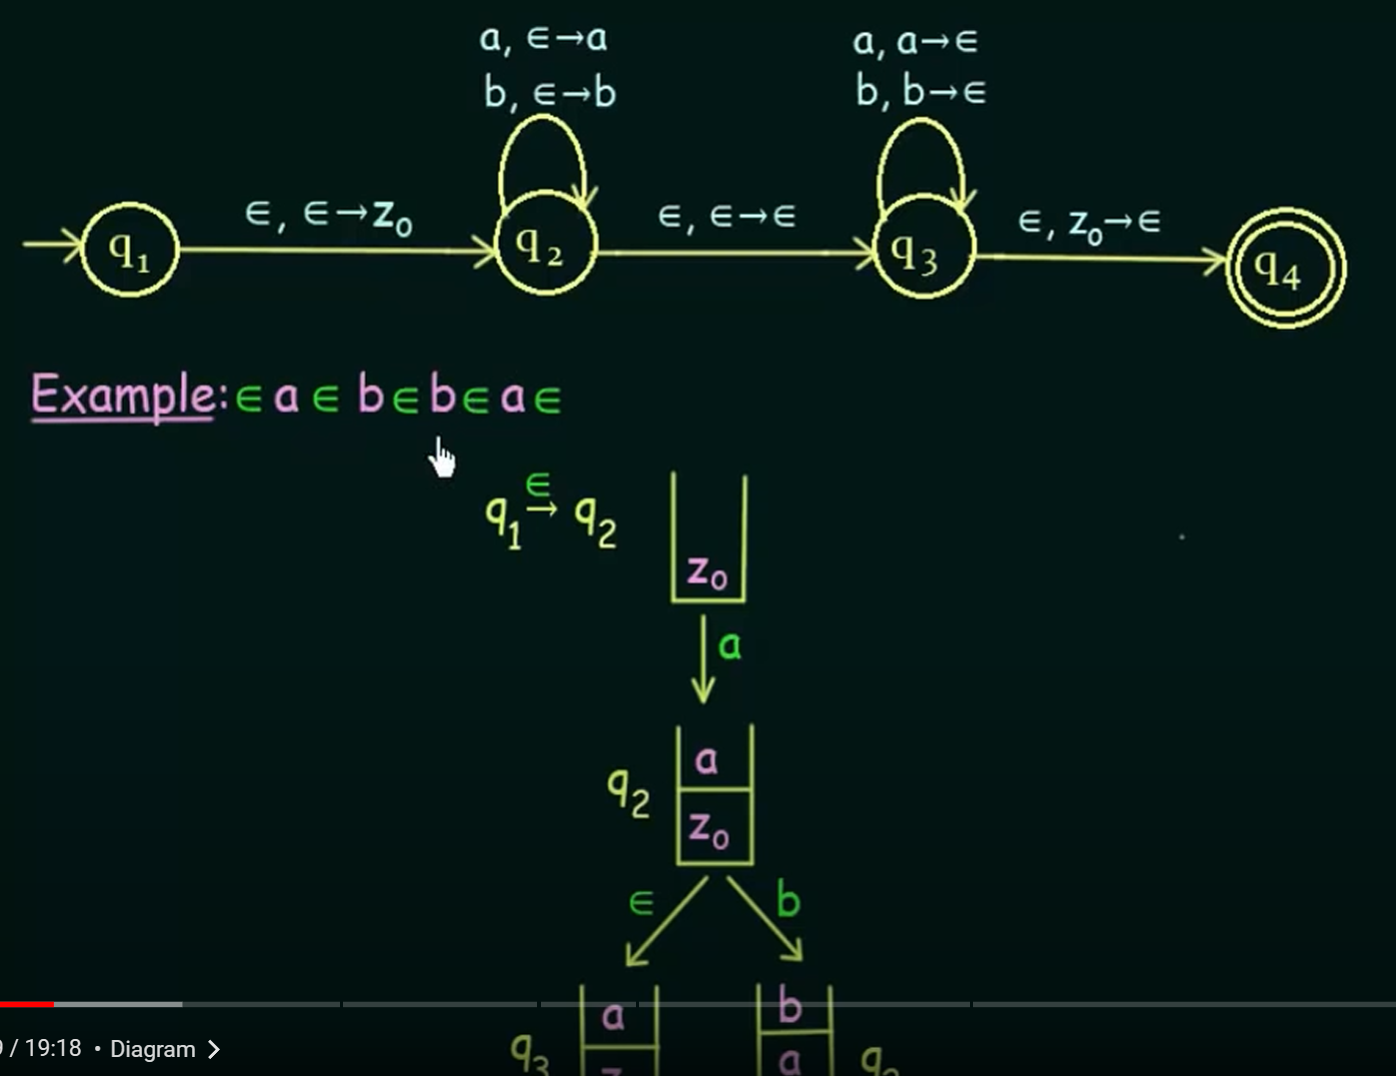 a, ∈→a
a, a→∈
b, ∈→b
b, b→∈
∈, ∈→z₀
∈, ∈→∈
∈, z₀→∈
q₁
q₂
q₃
q₄
Example:∈ a ∈ b ∈ b ∈ a ∈
∈
q₁ → q₂
z₀
a
q₂
a
z₀
∈
b
a
b
q₃
a
/ 19:18 • Diagram >